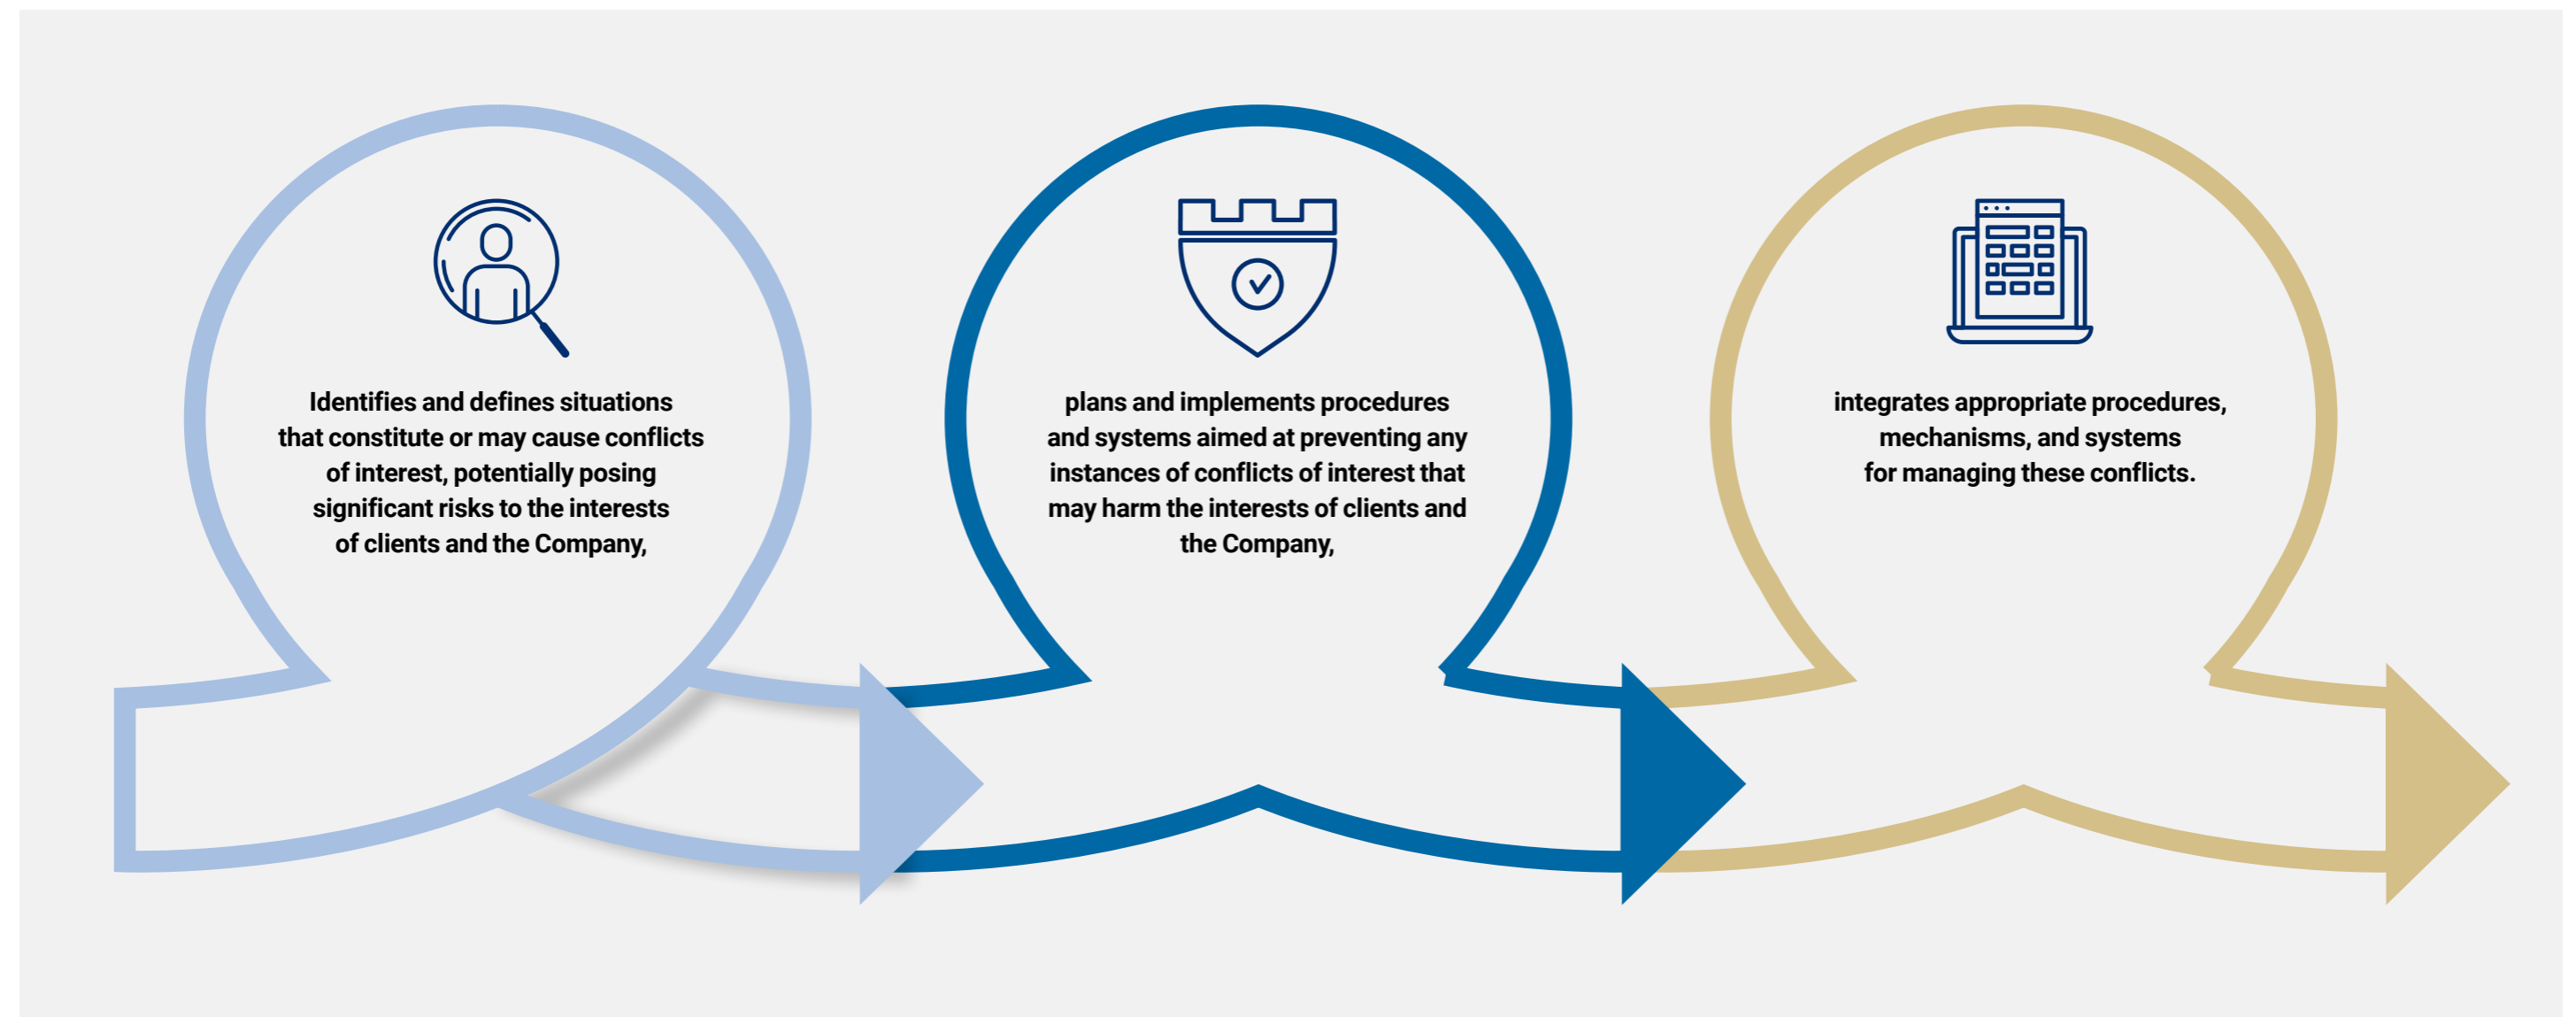 Identifies and defines situations
that constitute or may cause conflicts
of interest, potentially posing
significant risks to the interests
of clients and the Company,
plans and implements procedures
and systems aimed at preventing any
instances of conflicts of interest that
may harm the interests of clients and
the Company,
integrates appropriate procedures,
mechanisms, and systems
for managing these conflicts.